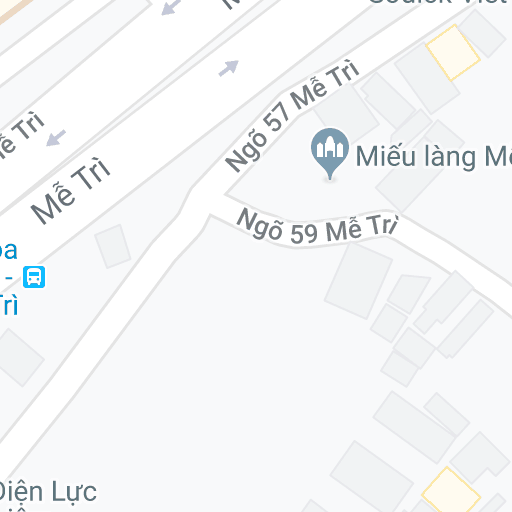 Mễ Trì
Mễ Trì
Ngõ 57 Mễ Trì
Miếu làng Mễ
Ngõ 59 Mễ Trì
Trì
Điện Lực